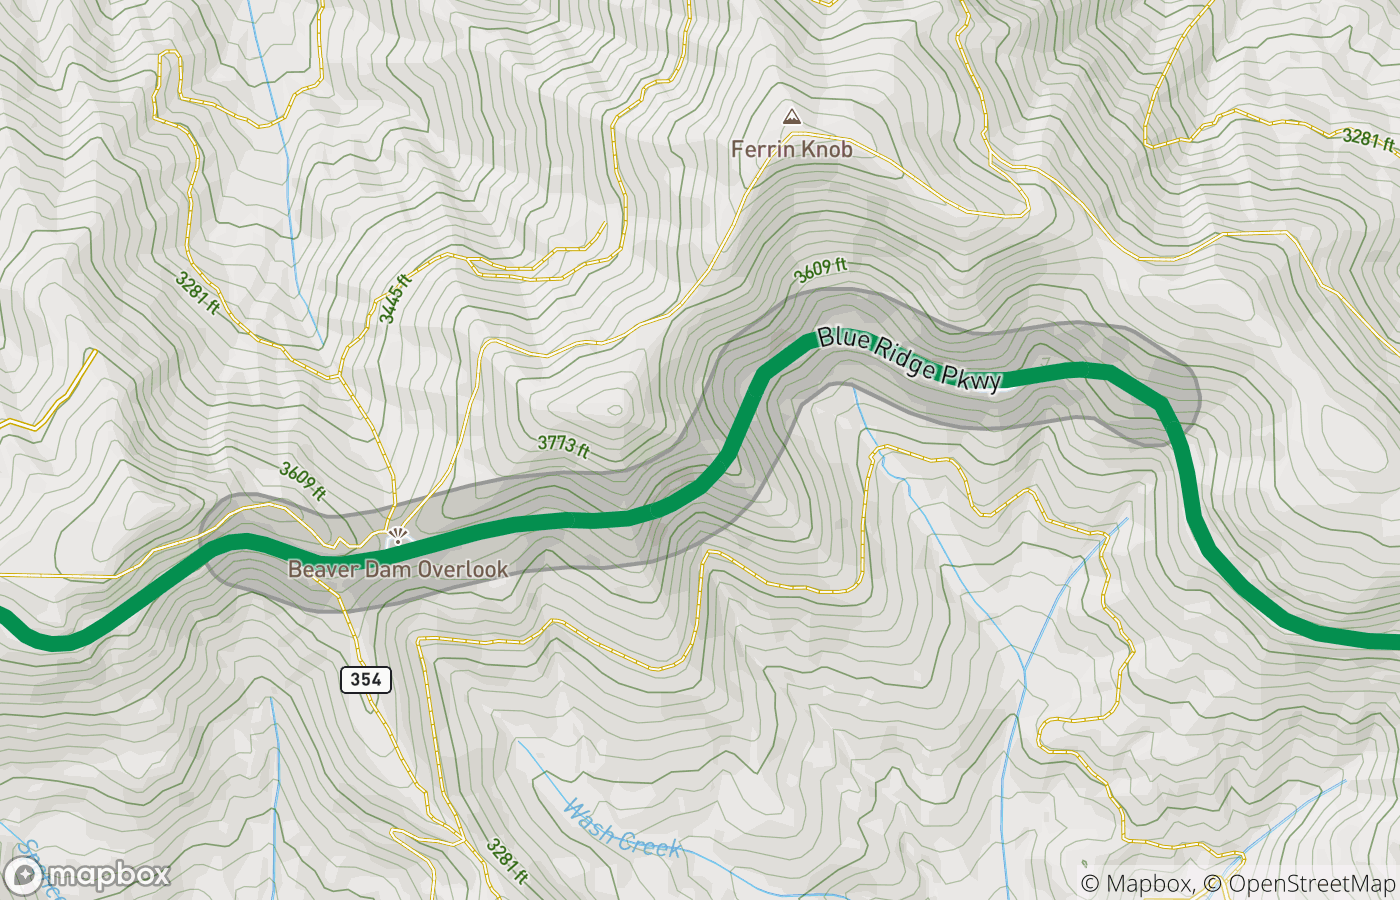 Ferrin Knob
3281 ft
3281 ft
3445 ft
3609 ft
Blue Ridge Pkwy
7
3773 ft
3609 ft
Beaver Dam Overlook
354
Wash Creek
3281 ft
mapbox
© Mapbox, © OpenStreetMap